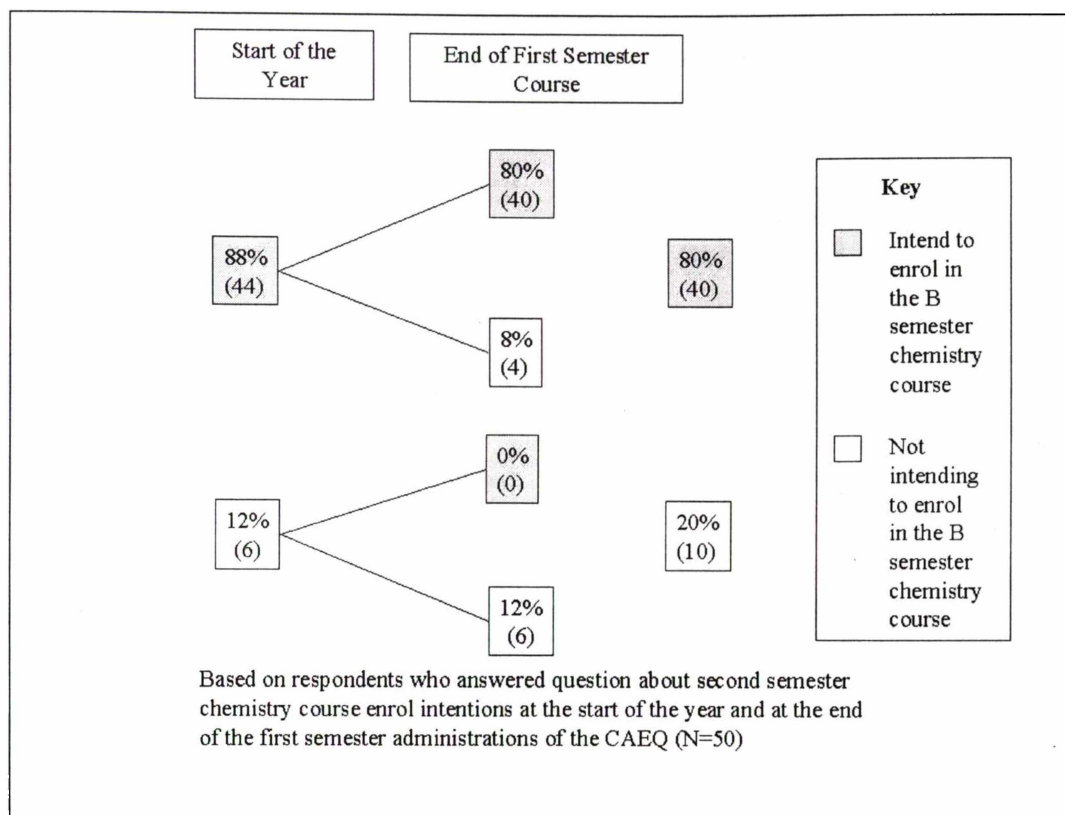 Start of the
Year
End of First Semester
Course
80%
(40)
88%
(44)
80%
(40)
8%
(4)
0%
(0)
12%
(6)
20%
(10)
12%
(6)
Key
Intend to
enrol in
the B
semester
chemistry
course
Not
intending
to enrol
in the B
semester
chemistry
course
Based on respondents who answered question about second semester
chemistry course enrol intentions at the start of the year and at the end
of the first semester administrations of the CAEQ (N=50)